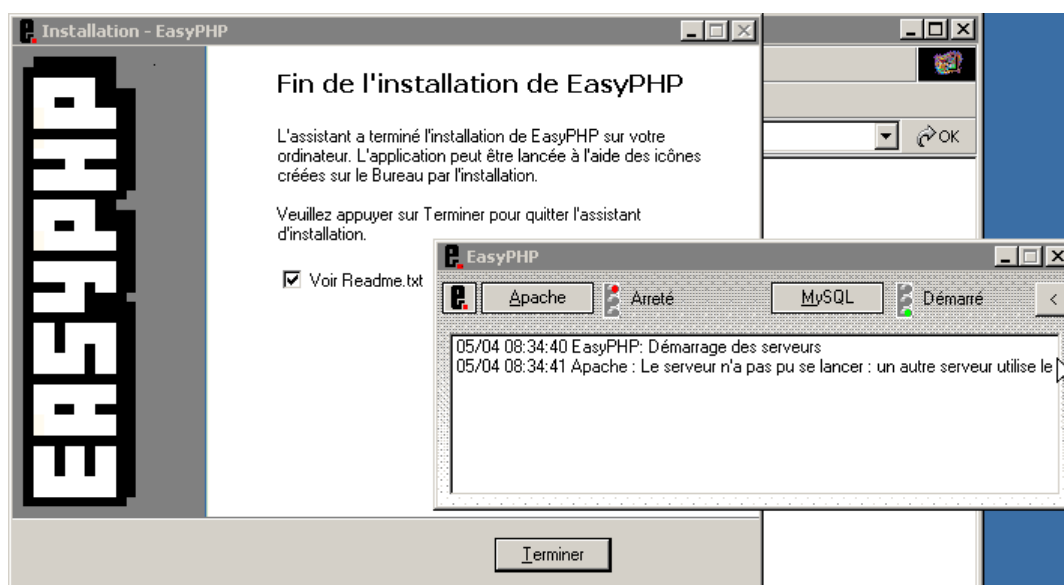 Installation - EasyPHP
EASYPHP
Fin de l'installation de EasyPHP
L'assistant a terminé l'installation de EasyPHP sur votre
ordinateur. L'application peut être lancée à l'aide des icônes
créées sur le Bureau par l'installation.
Veuillez appuyer sur Terminer pour quitter l'assistant
d'installation.
Voir Readme.txt
OK
EasyPHP
Apache
Arreté
MySQL
Démarré
<
05/04 08:34:40 EasyPHP: Démarrage des serveurs
05/04 08:34:41 Apache : Le serveur n'a pas pu se lancer : un autre serveur utilise le
Terminer